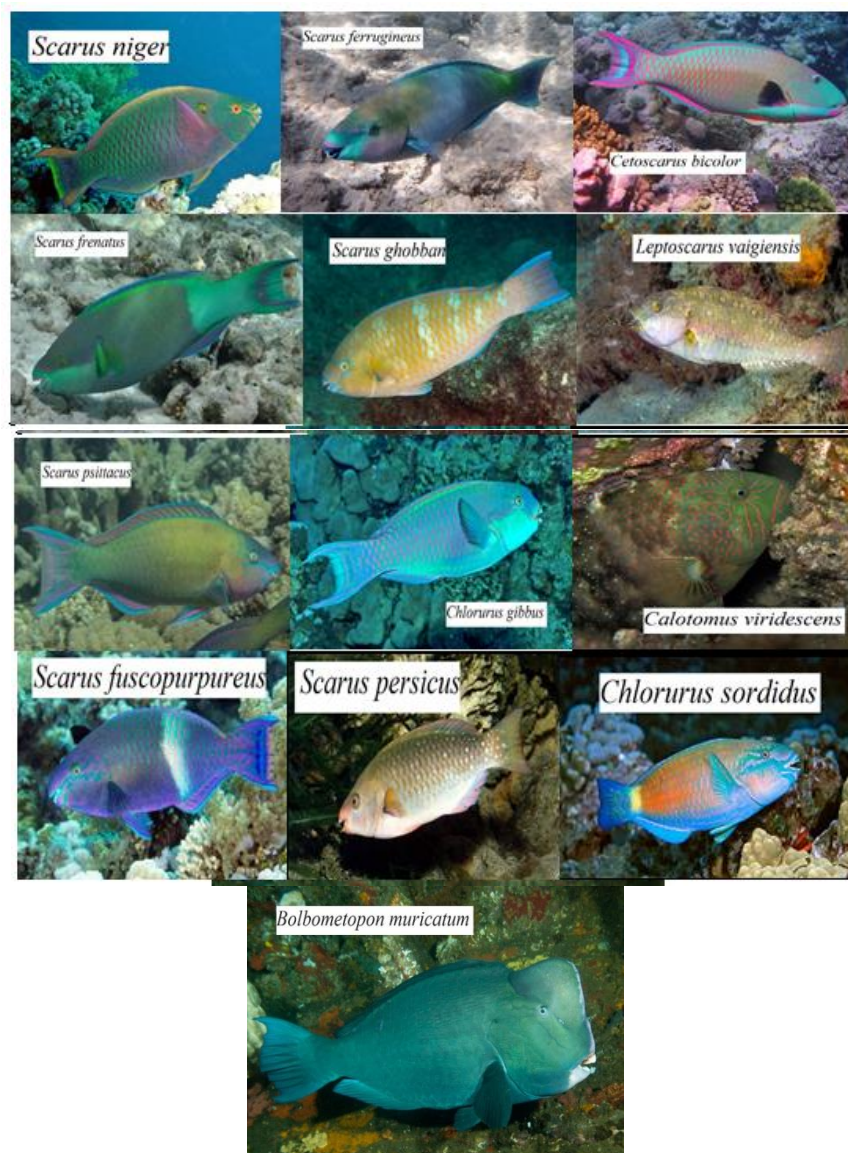 Scarus niger
Scarus ferrugineus
Cetoscarus bicolor
Scarus frenatus
Scarus ghobban
Leptoscarus vaigiensis
Scarus psittacus
Chlorurus gibbus
Calotomus viridescens
Scarus fuscopurpureus
Scarus persicus
Chlorurus sordidus
Bolbometopon muricatum